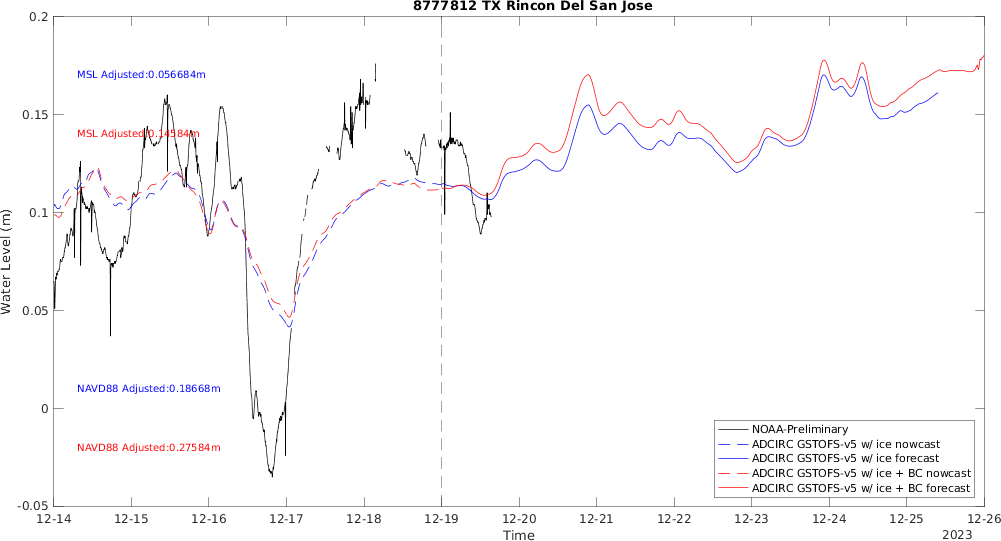 8777812 TX Rincon Del San Jose
0.2
0.15
0.1
0.05
0
-0.05
Water Level (m)
MSL Adjusted:0.056684m
MSL Adjusted:0.14584m
NAVD88 Adjusted:0.18668m
NAVD88 Adjusted:0.27584m
NOAA-Preliminary
ADCIRC GSTOFS-v5 w/ ice nowcast
ADCIRC GSTOFS-v5 w/ ice forecast
ADCIRC GSTOFS-v5 w/ ice + BC nowcast
ADCIRC GSTOFS-v5 w/ ice + BC forecast
12-14 12-15 12-16 12-17 12-18 12-19 12-20 12-21 12-22 12-23 12-24 12-25 12-26
Time
2023